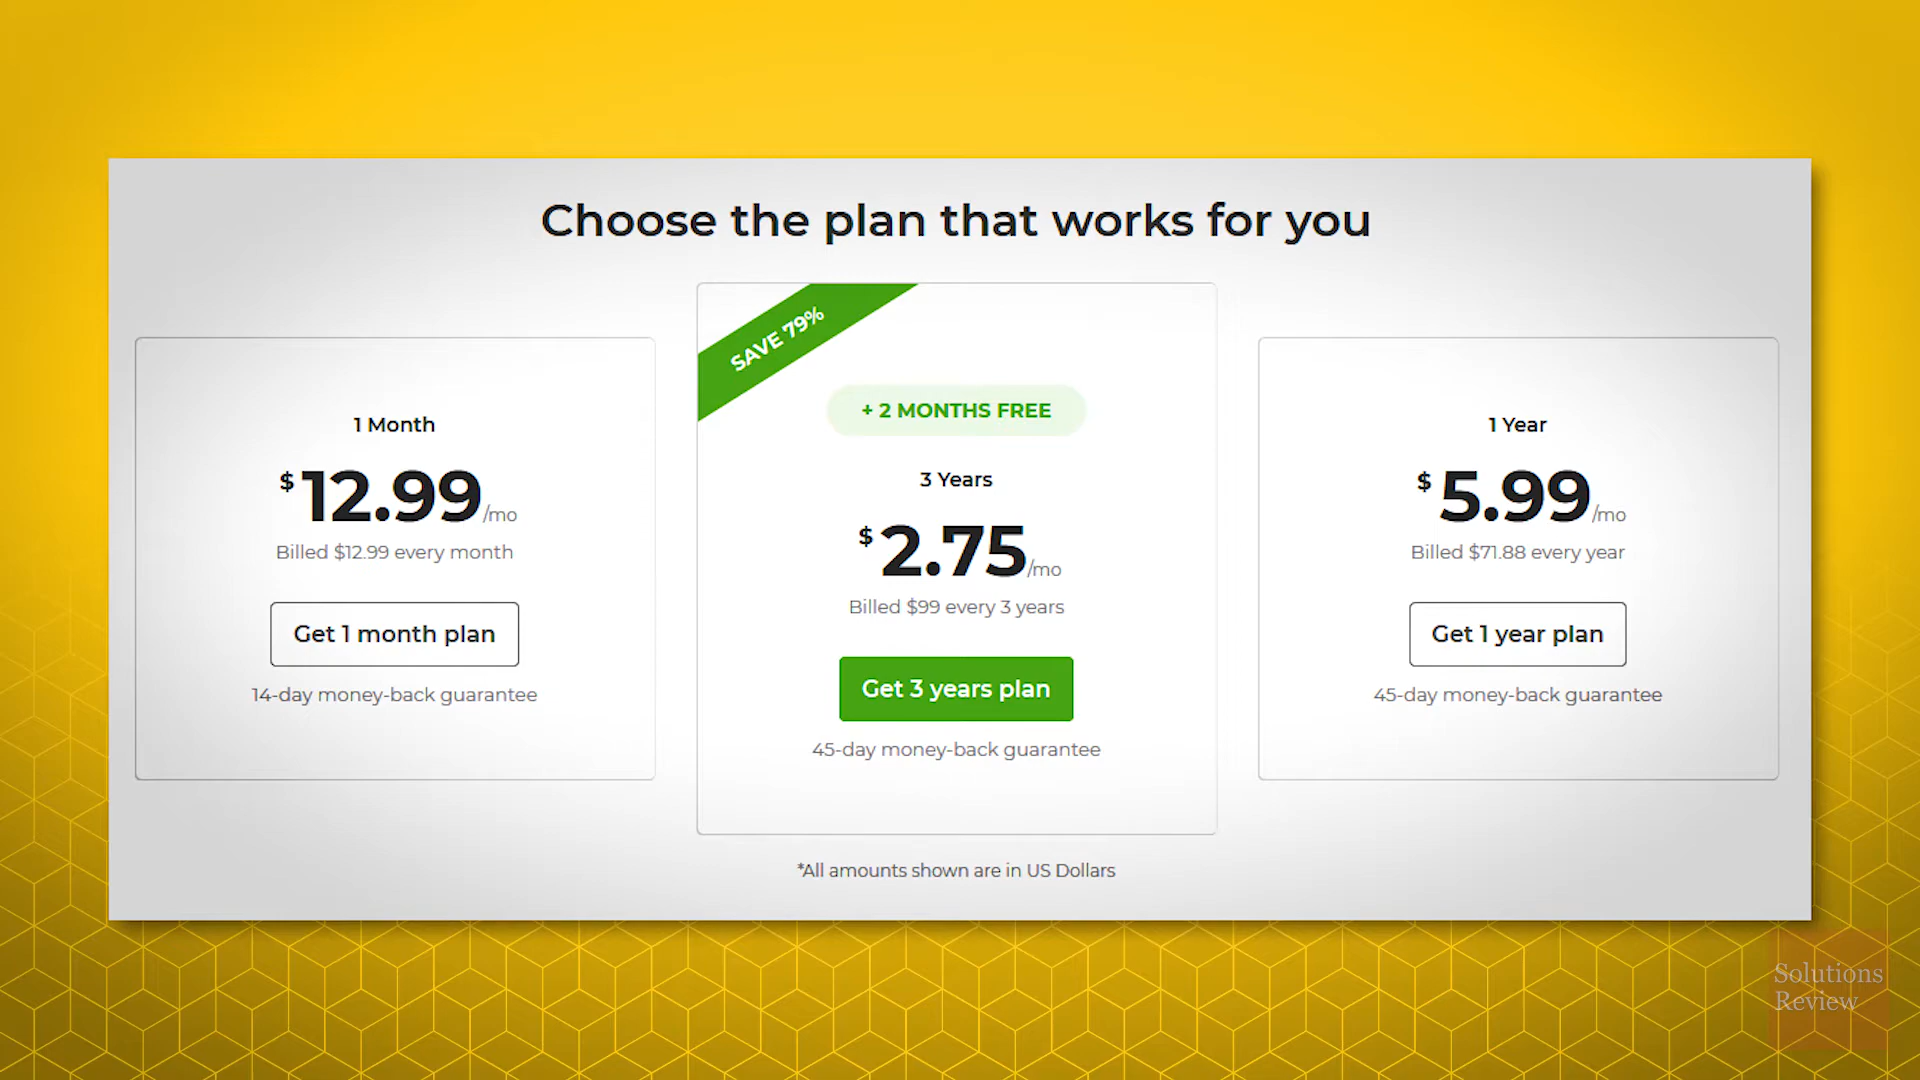 Choose the plan that works for you
1 Month
$12.99/mo
Billed $12.99 every month
Get 1 month plan
14-day money-back guarantee
SAVE 79%
+ 2 MONTHS FREE
3 Years
$2.75/mo
Billed $99 every 3 years
Get 3 years plan
45-day money-back guarantee
1 Year
$5.99/mo
Billed $71.88 every year
Get 1 year plan
45-day money-back guarantee
*All amounts shown are in US Dollars
Solutions
Review